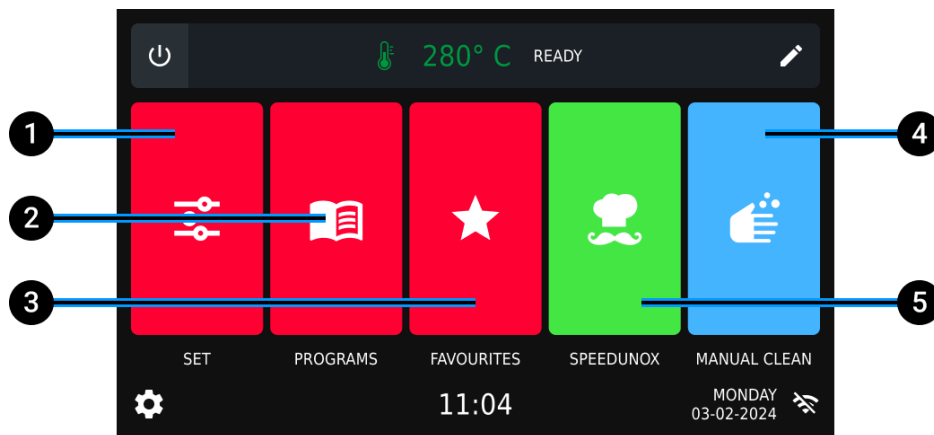 280° C READY
1
4
2
3
5
SET PROGRAMS FAVOURITES SPEEDUNOX MANUAL CLEAN
11:04
MONDAY
03-02-2024